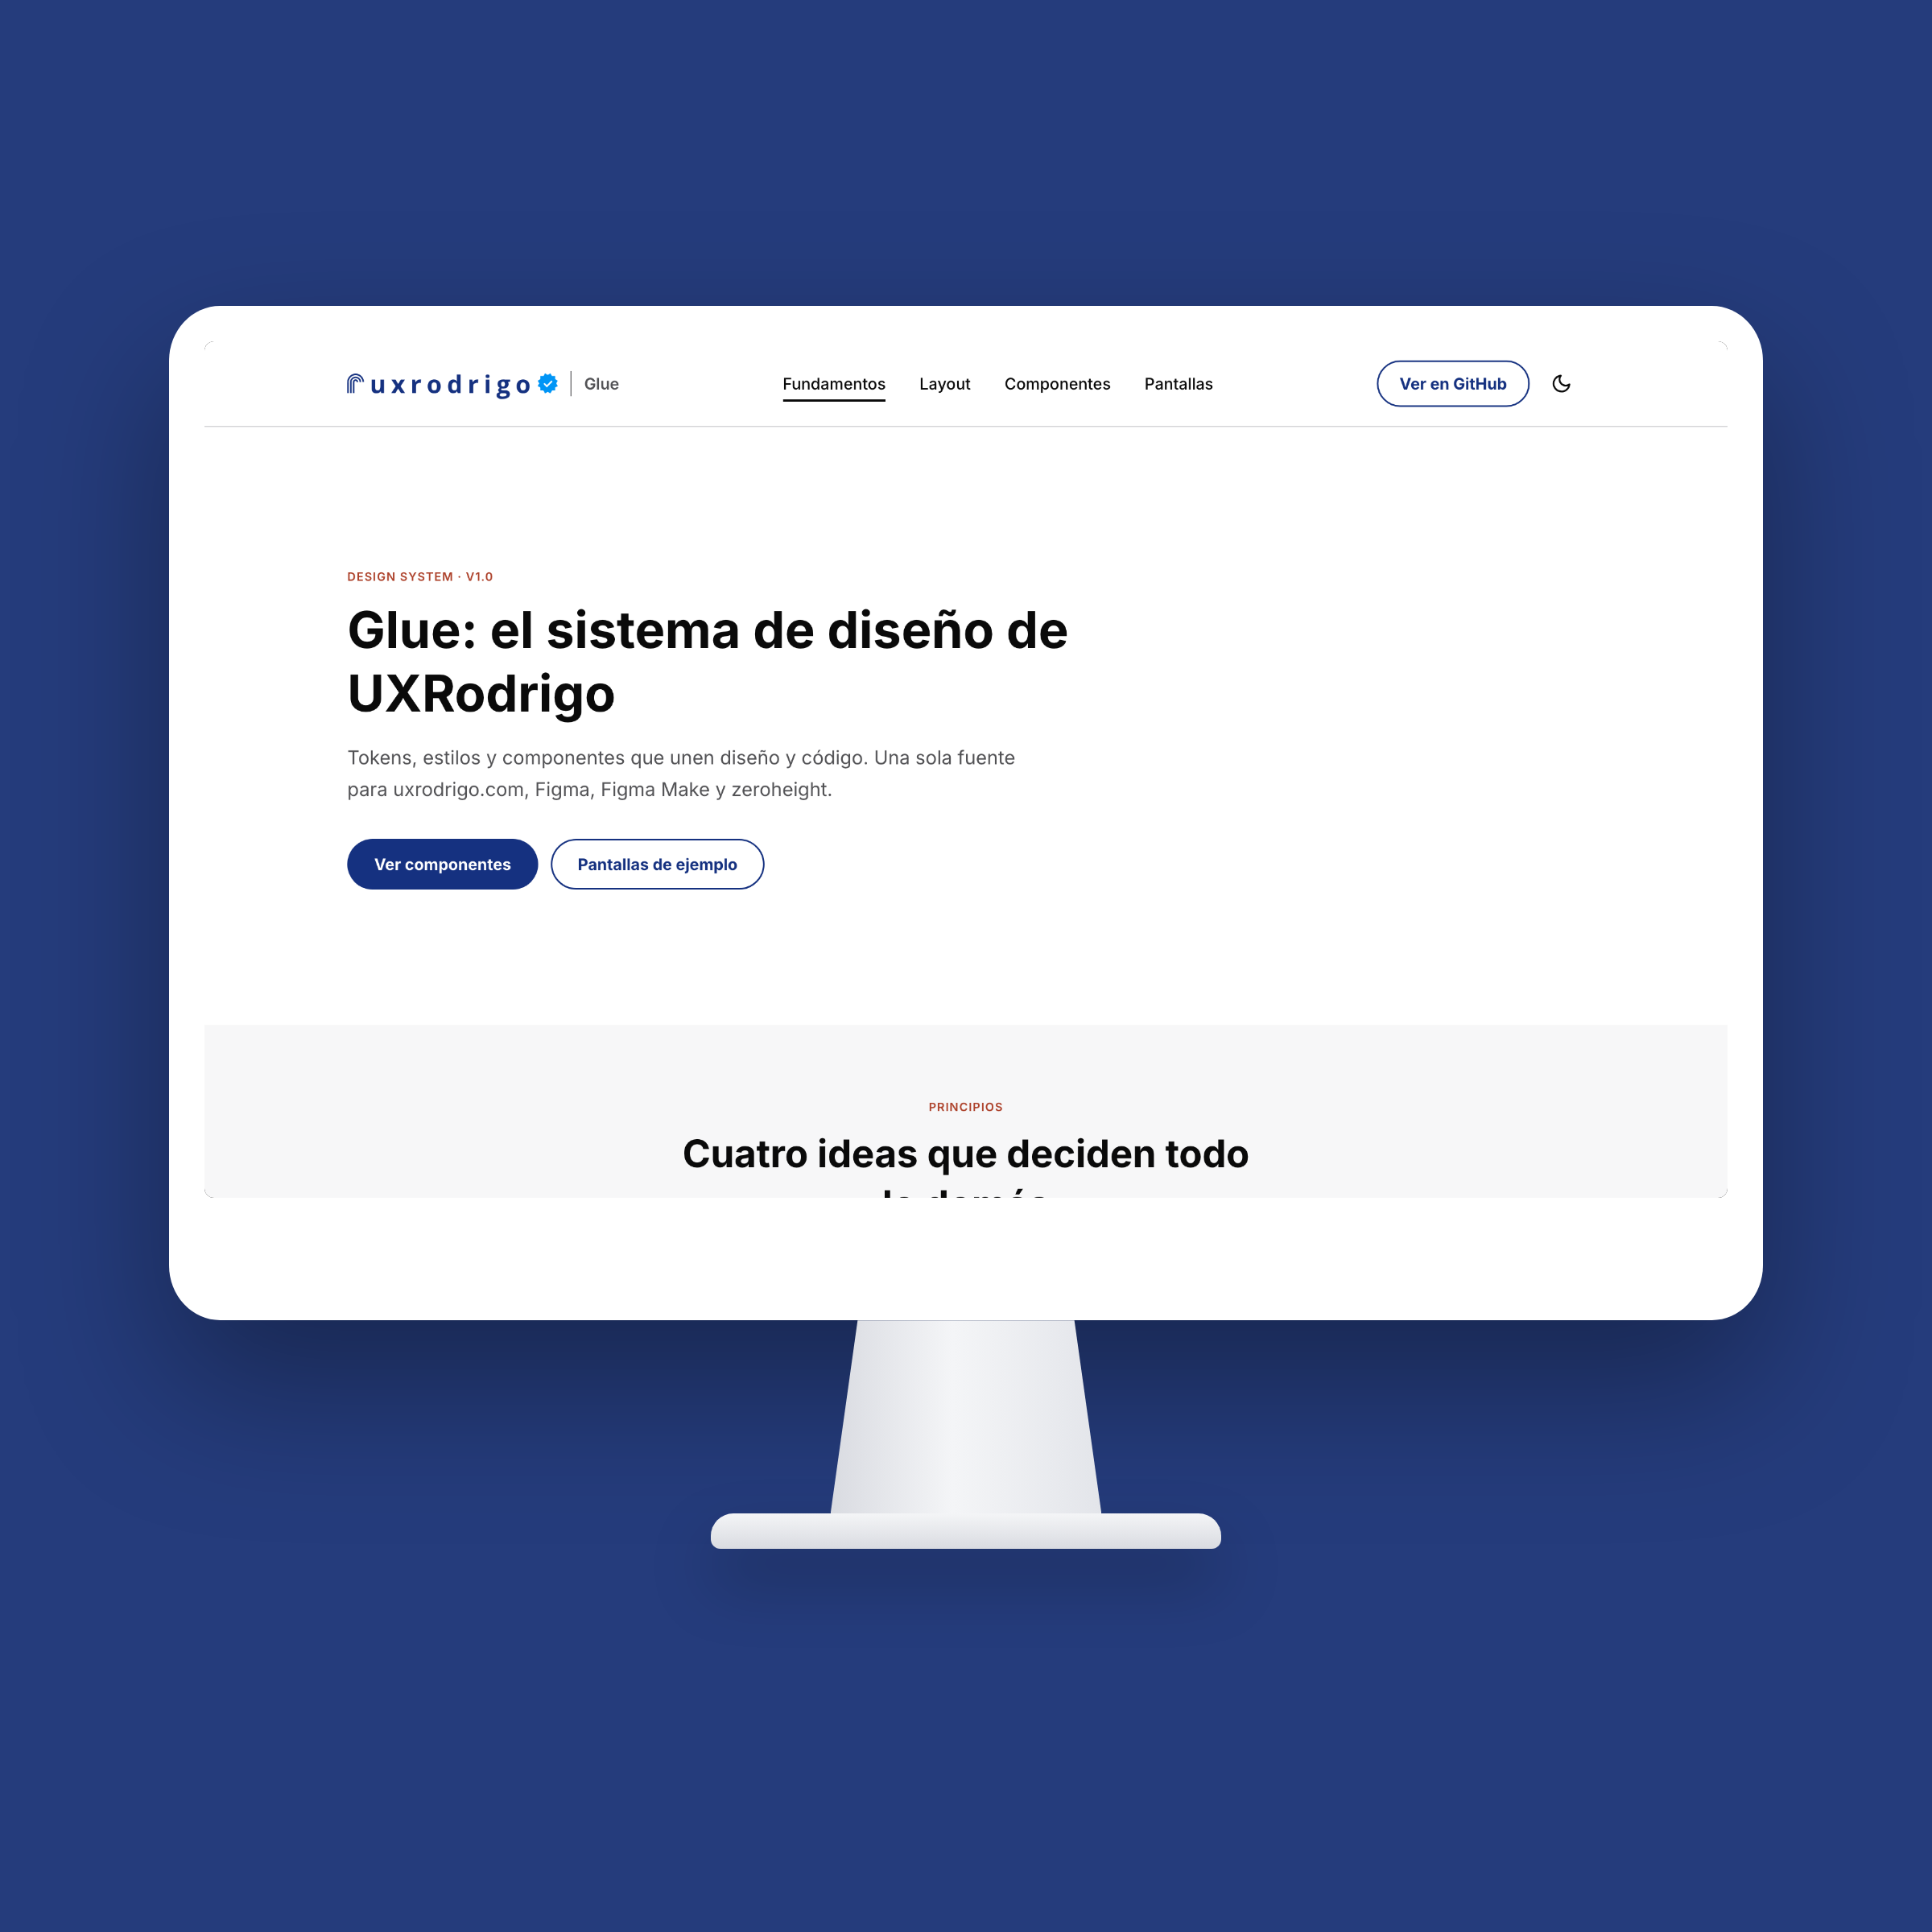 uxrodrigo Glue
Fundamentos Layout Componentes Pantallas
Ver en GitHub
DESIGN SYSTEM · V1.0
Glue: el sistema de diseño de
UXRodrigo
Tokens, estilos y componentes que unen diseño y código. Una sola fuente
para uxrodrigo.com, Figma, Figma Make y zeroheight.
Ver componentes
Pantallas de ejemplo
PRINCIPIOS
Cuatro ideas que deciden todo
lo demás